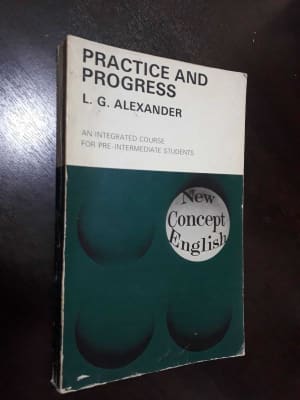 PRACTICE AND
PROGRESS
L. G. ALEXANDER
AN INTEGRATED COURSE
FOR PRE-INTERMEDIATE STUDENTS
New
Concept
English